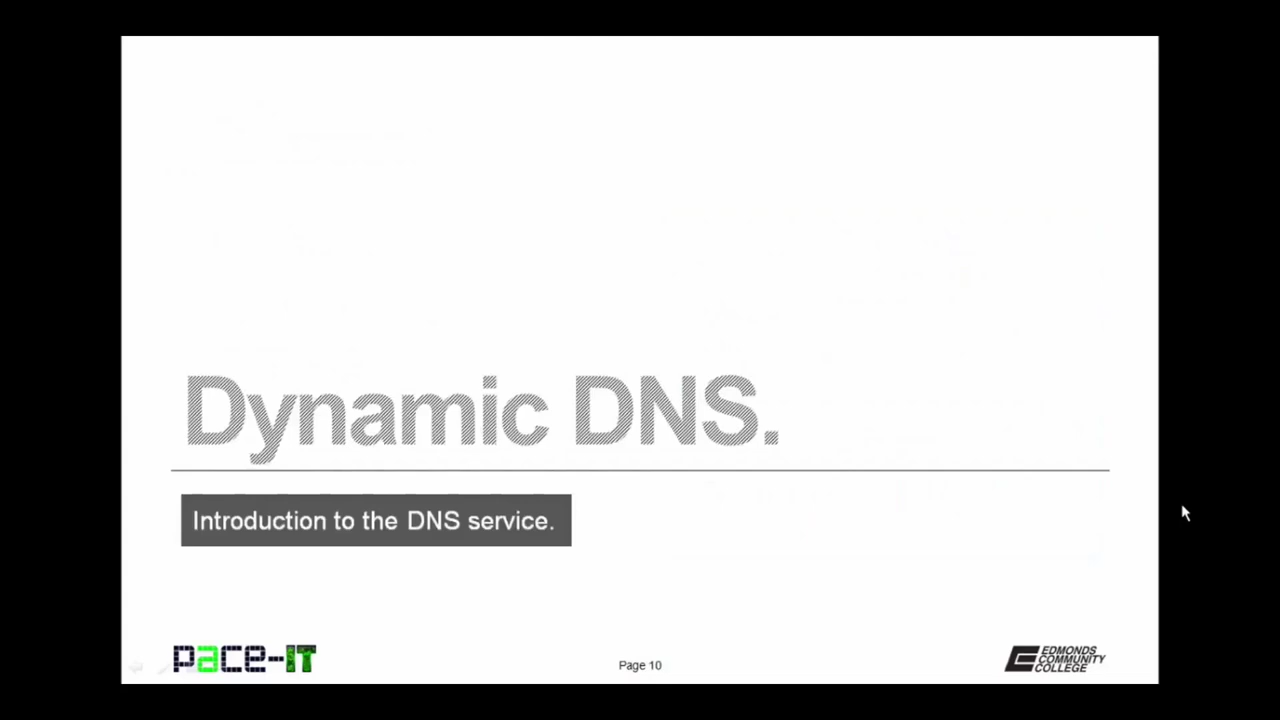 Dynamic DNS.
Introduction to the DNS service.
pace-IT
Page 10
EDMONDS
COMMUNITY
COLLEGE